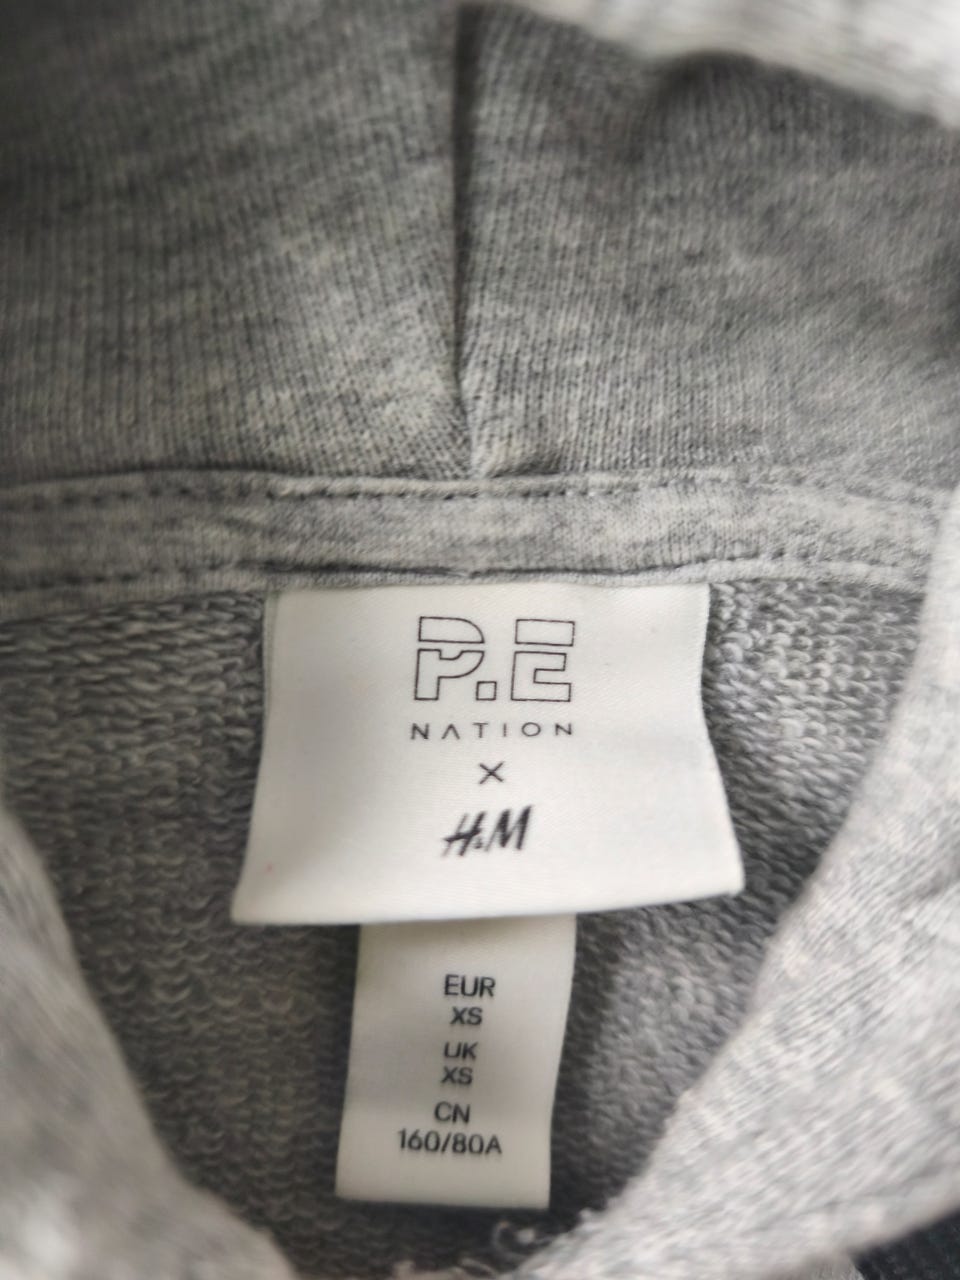 P.E
NATION
×
H&M
EUR
XS
UK
XS
CN
160/80A